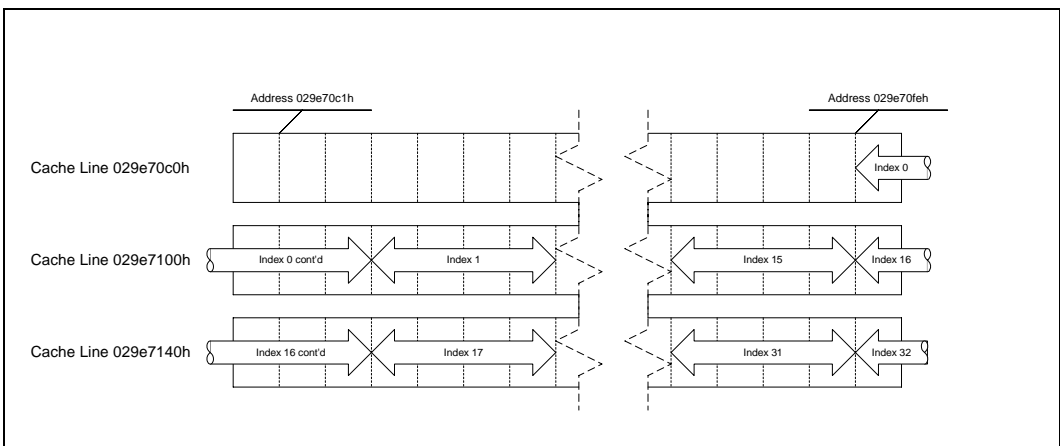 Address 029e70c1h
Address 029e70feh
Cache Line 029e70c0h
Index 0
Cache Line 029e7100h
Index 0 cont'd
Index 1
Index 15
Index 16
Cache Line 029e7140h
Index 16 cont'd
Index 17
Index 31
Index 32